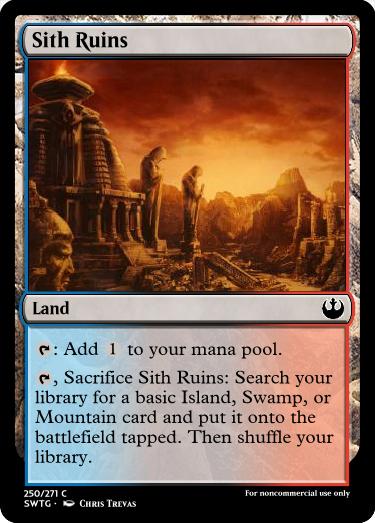 Sith Ruins
Land
: Add 1 to your mana pool.
, Sacrifice Sith Ruins: Search your
library for a basic Island, Swamp, or
Mountain card and put it onto the
battlefield tapped. Then shuffle your
library.
250/271 C
For noncommercial use only
SWTG · Chris Trevas